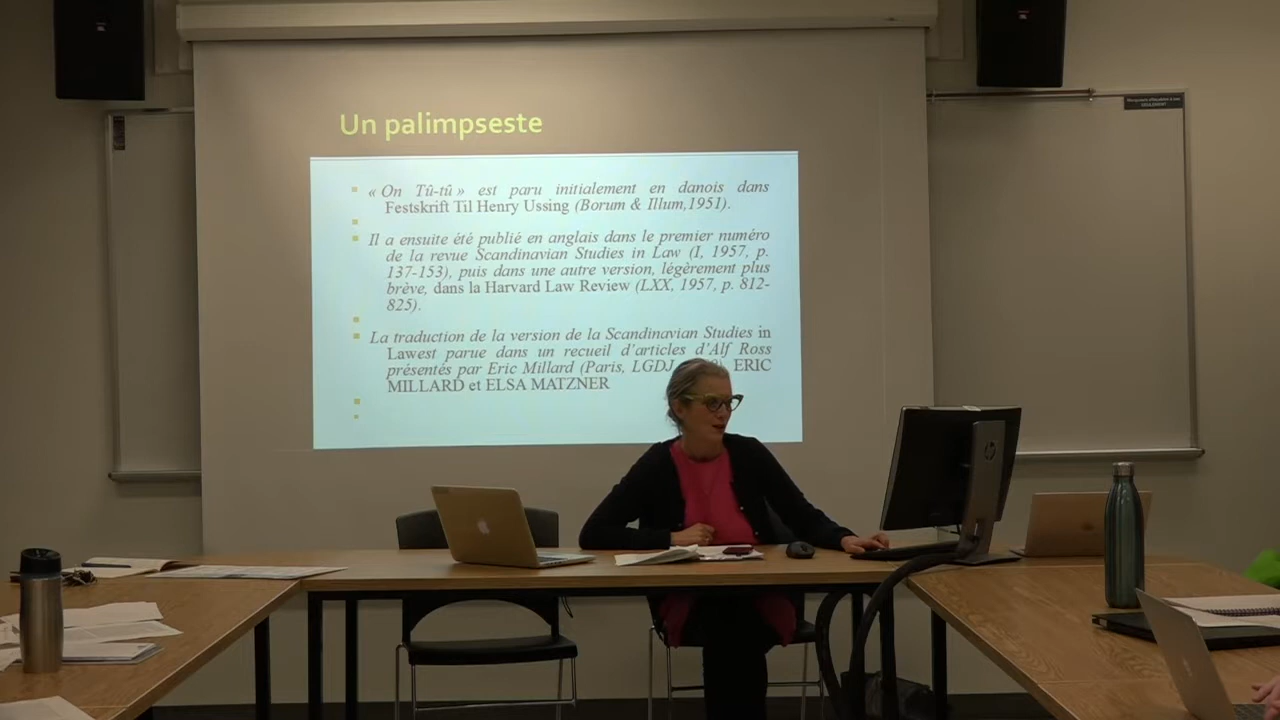 Un palimpseste
« On Tû-tû » est paru initialement en danois dans
Festskrift Til Henry Ussing (Borum & Illum,1951).
Il a ensuite été publié en anglais dans le premier numéro
de la revue Scandinavian Studies in Law (I, 1957, p.
137-153), puis dans une autre version, légèrement plus
brève, dans la Harvard Law Review (LXX, 1957, p. 812-
825).
La traduction de la version de la Scandinavian Studies in
Lawest parue dans un recueil d'articles d'Alf Ross
présentés par Eric Millard (Paris, LGDJ ERIC
MILLARD et ELSA MATZNER
hp